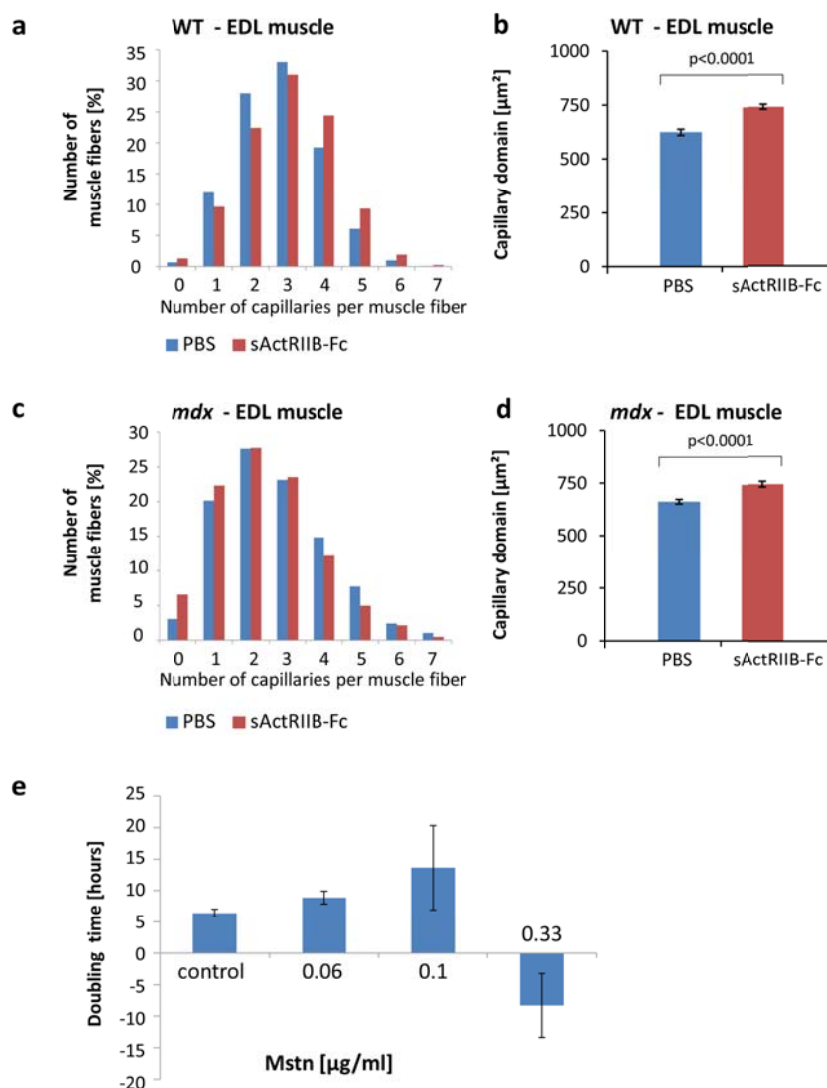 a
WT - EDL muscle
Number of
muscle fibers [%]
35
30
25
20
15
10
5
0
0 1 2 3 4 5 6 7
Number of capillaries per muscle fiber
PBS sActRIIB-Fc
b
WT - EDL muscle
Capillary domain [µm²]
1000
750
500
250
0
p<0.0001
PBS sActRIIB-Fc
c
mdx - EDL muscle
Number of
muscle fibers [%]
30
25
20
15
10
5
0
0 1 2 3 4 5 6 7
Number of capillaries per muscle fiber
PBS sActRIIB-Fc
d
mdx - EDL muscle
Capillary domain [µm²]
1000
750
500
250
0
p<0.0001
PBS sActRIIB-Fc
e
Doubling time [hours]
25
20
15
10
5
0
-5
-10
-15
-20
control 0.06 0.1 0.33
Mstn [µg/ml]